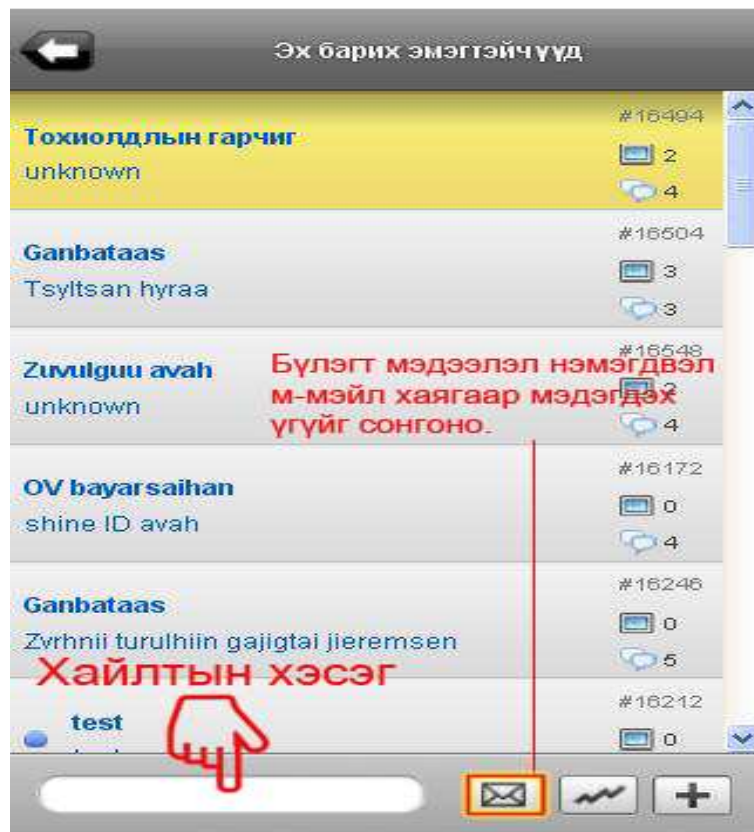 Эх барих эмэгтэйчүүд
#16494
Тохиолдлын гарчиг
2
unknown
4
#16504
Ganbataas
3
Tsyltsan hyraa
3
#16548
Бүлэгт мэдээлэл нэмэгдвэл
Zuvulguu avah
2
м-мэйл хаягаар мэдэгдэх
unknown
4
үгүйг сонгоно.
#16172
OV bayarsaihan
0
shine ID avah
4
#16246
Ganbataas
0
Zvrhnii turulhiin gajigtai jieremsen
5
Хайлтын хэсэг
#16212
test
0